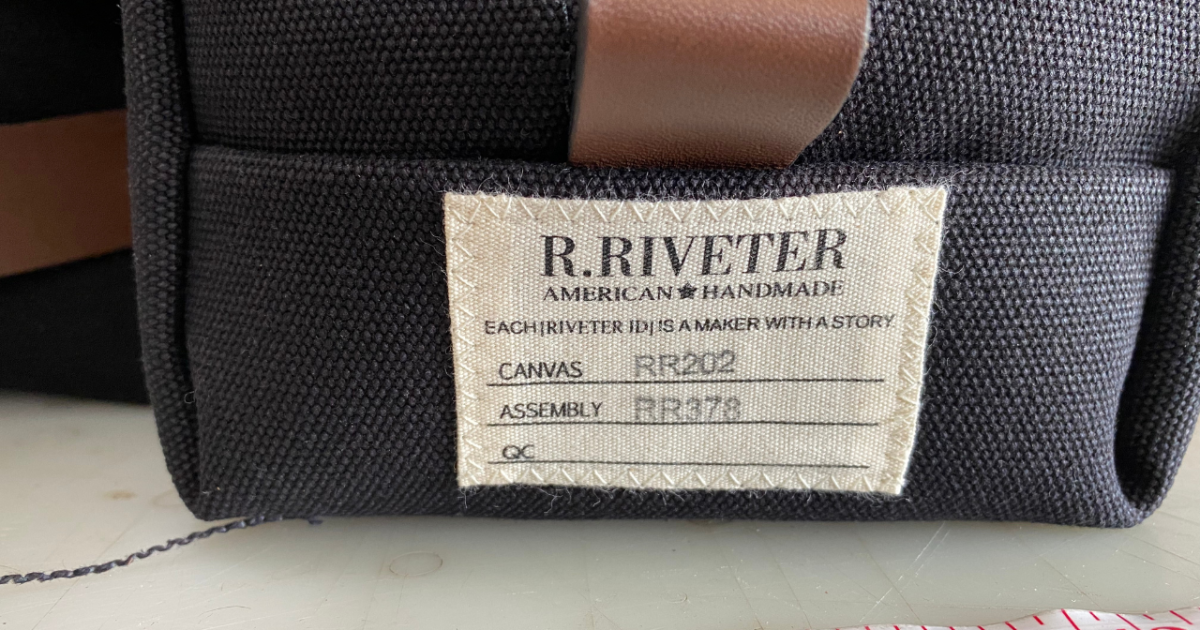 R.RIVETER
AMERICAN★HANDMADE
EACH|RIVETER ID| IS A MAKER WITH A STORY.
CANVAS RR202
ASSEMBLY RR378
QC